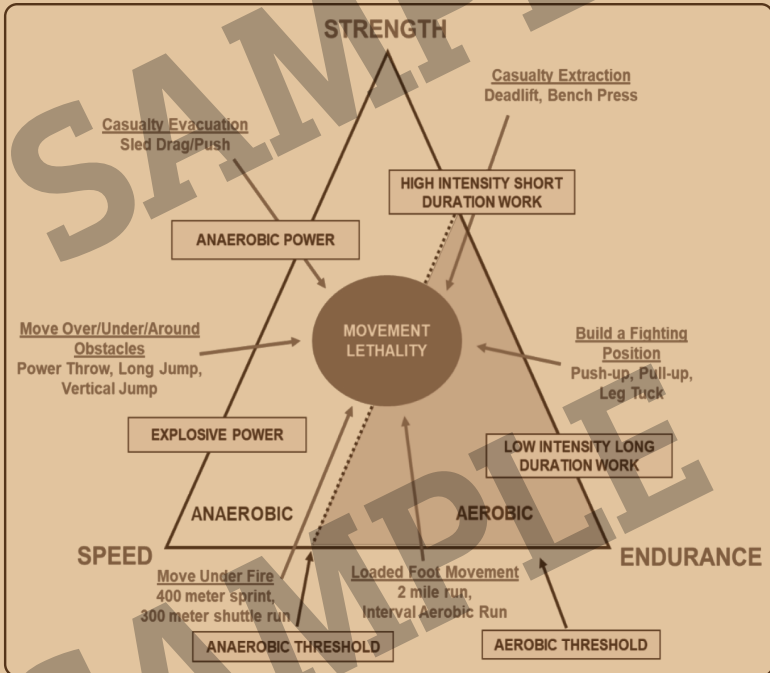 STRENGTH
Casualty Extraction
Deadlift, Bench Press
Casualty Evacuation
Sled Drag/Push
HIGH INTENSITY SHORT
DURATION WORK
ANAEROBIC POWER
MOVEMENT
LETHALITY
Move Over/Under/Around
Obstacles
Power Throw, Long Jump,
Vertical Jump
Build a Fighting
Position
Push-up, Pull-up,
Leg Tuck
EXPLOSIVE POWER
LOW INTENSITY LONG
DURATION WORK
ANAEROBIC
AEROBIC
SPEED
ENDURANCE
Move Under Fire
400 meter sprint,
300 meter shuttle run
Loaded Foot Movement
2 mile run,
Interval Aerobic Run
ANAEROBIC THRESHOLD
AEROBIC THRESHOLD
SAMPLE
SAMPLE
SAMPLE